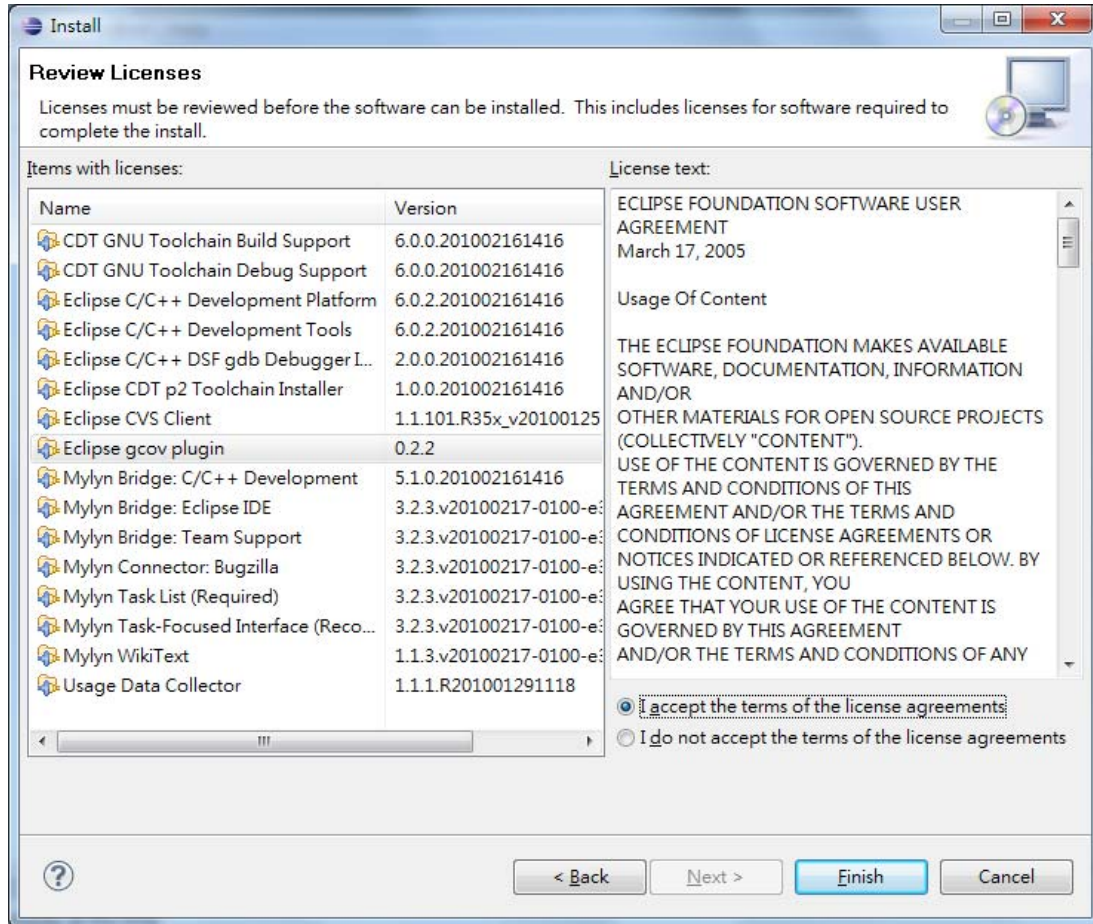 Install
Review Licenses
Licenses must be reviewed before the software can be installed.  This includes licenses for software required to
complete the install.
Items with licenses:
Name Version
CDT GNU Toolchain Build Support 6.0.0.201002161416
CDT GNU Toolchain Debug Support 6.0.0.201002161416
Eclipse C/C++ Development Platform 6.0.2.201002161416
Eclipse C/C++ Development Tools 6.0.2.201002161416
Eclipse C/C++ DSF gdb Debugger I... 2.0.0.201002161416
Eclipse CDT p2 Toolchain Installer 1.0.0.201002161416
Eclipse CVS Client 1.1.101.R35x_v20100125
Eclipse gcov plugin 0.2.2
Mylyn Bridge: C/C++ Development 5.1.0.201002161416
Mylyn Bridge: Eclipse IDE 3.2.3.v20100217-0100-e3
Mylyn Bridge: Team Support 3.2.3.v20100217-0100-e3
Mylyn Connector: Bugzilla 3.2.3.v20100217-0100-e3
Mylyn Task List (Required) 3.2.3.v20100217-0100-e3
Mylyn Task-Focused Interface (Reco... 3.2.3.v20100217-0100-e3
Mylyn WikiText 1.1.3.v20100217-0100-e3
Usage Data Collector 1.1.1.R201001291118
License text:
ECLIPSE FOUNDATION SOFTWARE USER
AGREEMENT
March 17, 2005
Usage Of Content
THE ECLIPSE FOUNDATION MAKES AVAILABLE
SOFTWARE, DOCUMENTATION, INFORMATION
AND/OR
OTHER MATERIALS FOR OPEN SOURCE PROJECTS
(COLLECTIVELY "CONTENT").
USE OF THE CONTENT IS GOVERNED BY THE
TERMS AND CONDITIONS OF THIS
AGREEMENT AND/OR THE TERMS AND
CONDITIONS OF LICENSE AGREEMENTS OR
NOTICES INDICATED OR REFERENCED BELOW. BY
USING THE CONTENT, YOU
AGREE THAT YOUR USE OF THE CONTENT IS
GOVERNED BY THIS AGREEMENT
AND/OR THE TERMS AND CONDITIONS OF ANY
I accept the terms of the license agreements
I do not accept the terms of the license agreements
?
< Back
Next >
Finish
Cancel